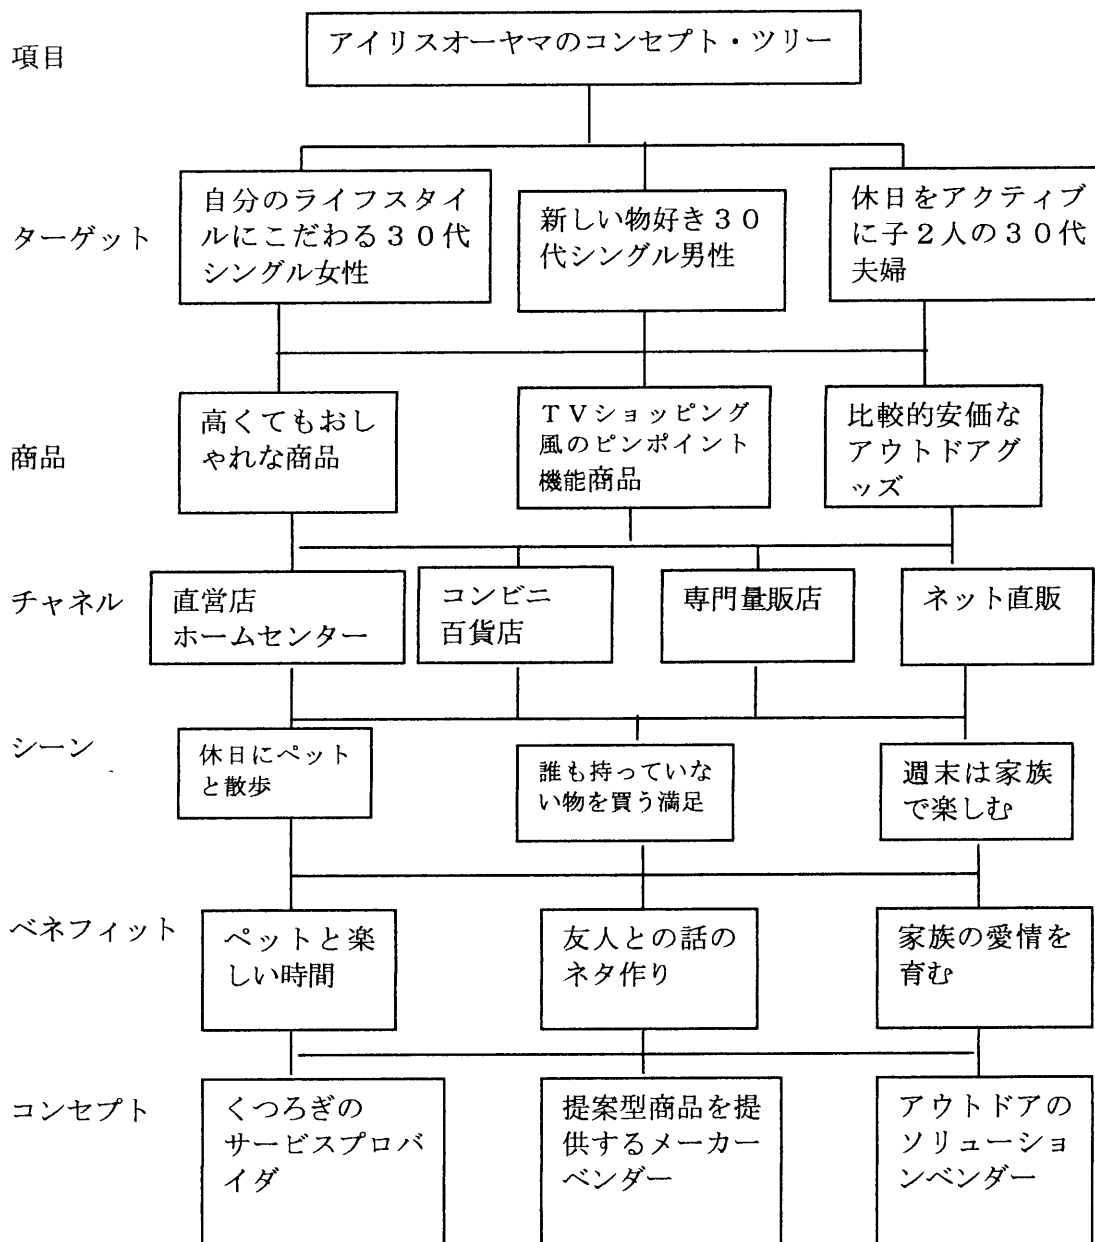 項目
アイリスオーヤマのコンセプト・ツリー
ターゲット
自分のライフスタイ
ルにこだわる３０代
シングル女性
新しい物好き３０
代シングル男性
休日をアクティブ
に子２人の３０代
夫婦
商品
高くてもおし
ゃれな商品
ＴＶショッピング
風のピンポイント
機能商品
比較的安価な
アウトドアグ
ッズ
チャネル
直営店
ホームセンター
コンビニ
百貨店
専門量販店
ネット直販
シーン
休日にペット
と散歩
誰も持っていな
い物を買う満足
週末は家族
で楽しむ
ベネフィット
ペットと楽
しい時間
友人との話の
ネタ作り
家族の愛情を
育む
コンセプト
くつろぎの
サービスプロバ
イダ
提案型商品を提
供するメーカー
ベンダー
アウトドアの
ソリューショ
ンベンダー